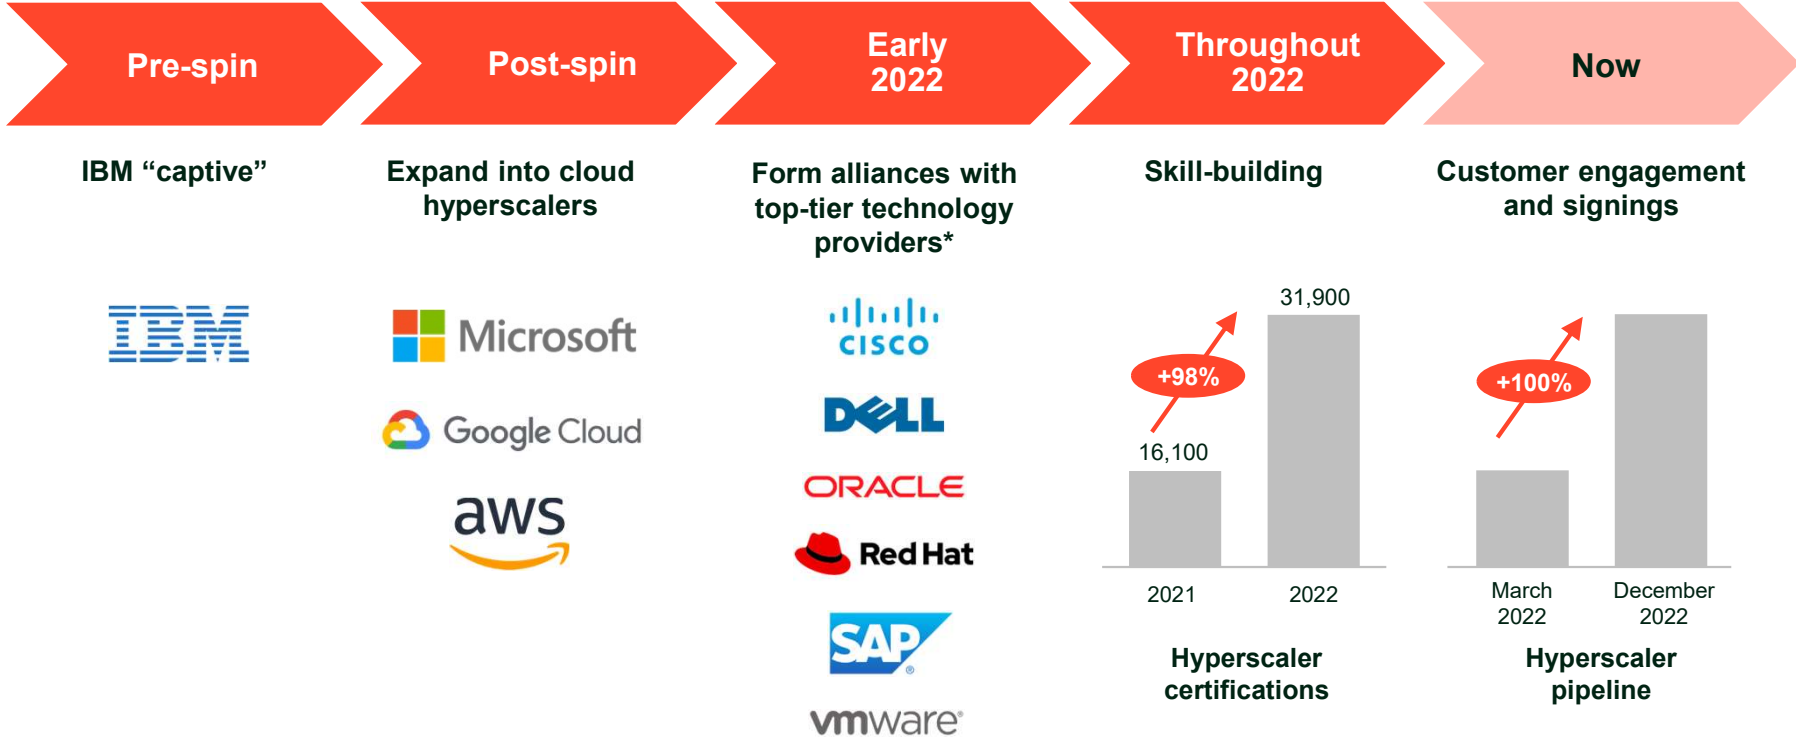 Pre-spin
Post-spin
Early
2022
Throughout
2022
Now
IBM “captive”
Expand into cloud
hyperscalers
Form alliances with
top-tier technology
providers*
Skill-building
Customer engagement
and signings
IBM
Microsoft
Google Cloud
aws
CISCO
DELL
ORACLE
Red Hat
SAP®
vmware®
31,900
+98%
16,100
2021
2022
Hyperscaler
certifications
+100%
March
2022
December
2022
Hyperscaler
pipeline